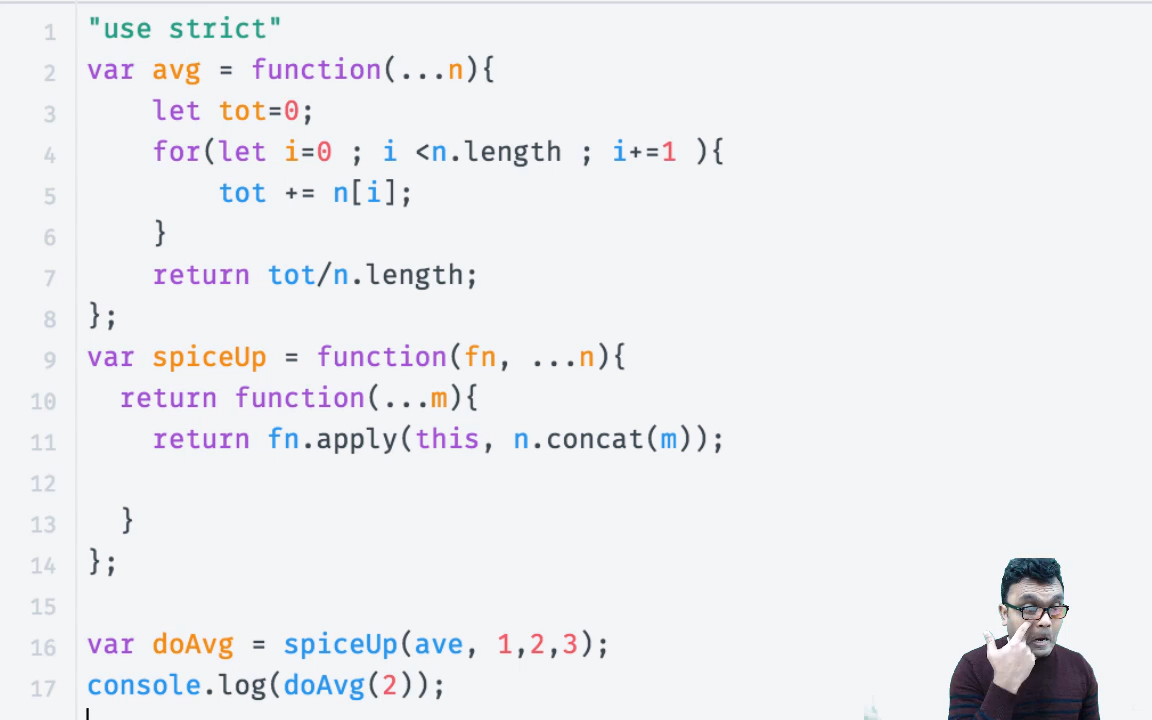 1 "use strict"
2 var avg = function(...n){
3 let tot=0;
4 for(let i=0 ; i <n.length ; i+=1 ){
5 tot += n[i];
6 }
7 return tot/n.length;
8 };
9 var spiceUp = function(fn, ...n){
10 return function(...m){
11 return fn.apply(this, n.concat(m));
12
13 }
14 };
15
16 var doAvg = spiceUp(ave, 1,2,3);
17 console.log(doAvg(2));